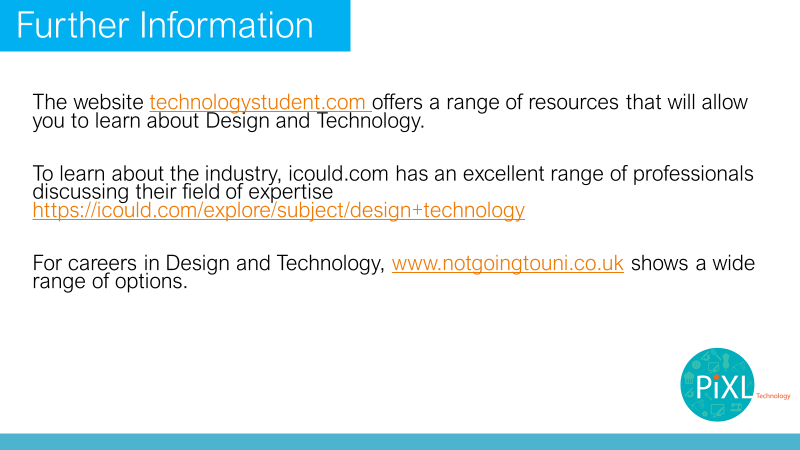 Further Information
The website technologystudent.com offers a range of resources that will allow
you to learn about Design and Technology.
To learn about the industry, icould.com has an excellent range of professionals
discussing their field of expertise
https://icould.com/explore/subject/design+technology
For careers in Design and Technology, www.notgoingtouni.co.uk shows a wide
range of options.
PiXL Technology